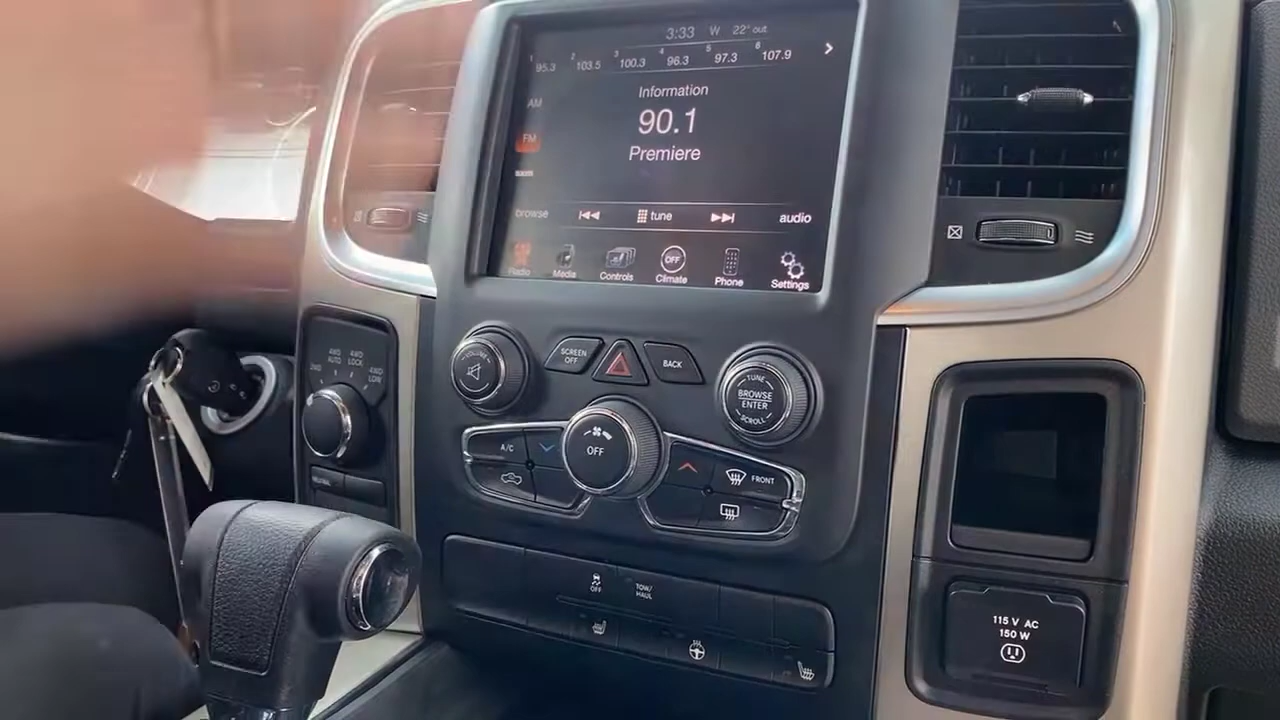 3:33 W 22° out
1 95.3 2 103.5 3 100.3 4 96.3 5 97.3 6 107.9
AM
Information
FM
90.1
Premiere
browse tune audio
Radio Media Controls OFF Climate Phone Settings
2WD 4WD AUTO 4WD LOCK 4WD LOW
NEUTRAL
VOLUME
SCREEN OFF
BACK
TUNE
BROWSE
ENTER
SCROLL
A/C
OFF
FRONT
OFF
TOW/
HAUL
115 V AC
150 W